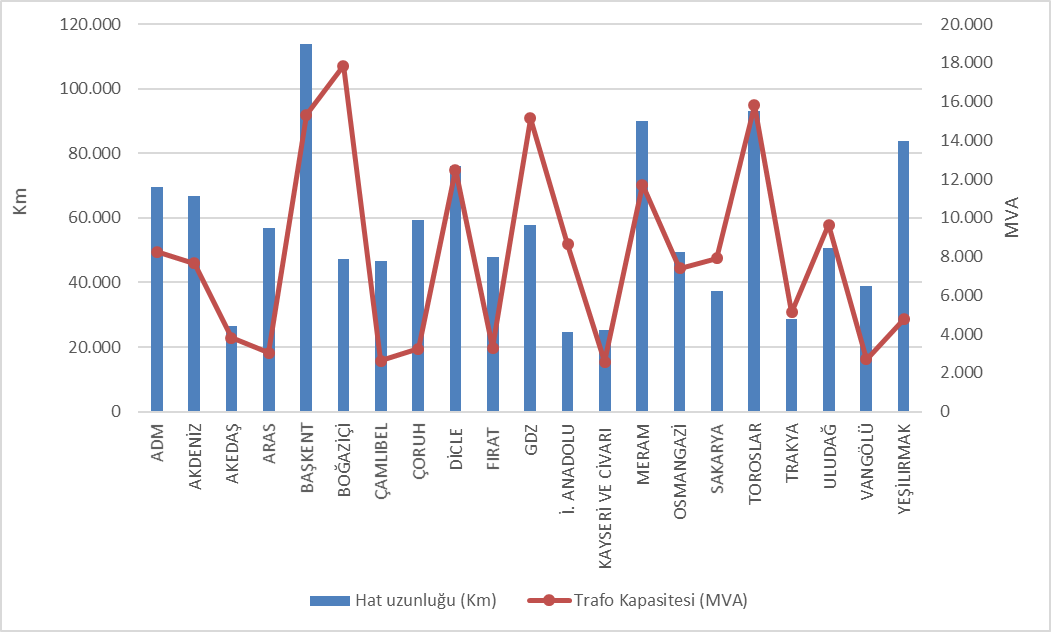 120.000
100.000
80.000
60.000
40.000
20.000
0
Km
20.000
18.000
16.000
14.000
12.000
10.000
8.000
6.000
4.000
2.000
0
MVA
ADM
AKDENİZ
AKEDAŞ
ARAS
BAŞKENT
BOĞAZİÇİ
ÇAMLIBEL
ÇORUH
DİCLE
FIRAT
GDZ
İ. ANADOLU
KAYSERİ VE CİVARI
MERAM
OSMANGAZİ
SAKARYA
TOROSLAR
TRAKYA
ULUDAĞ
VANGÖLÜ
YEŞİLIRMAK
Hat uzunluğu (Km)
Trafo Kapasitesi (MVA)